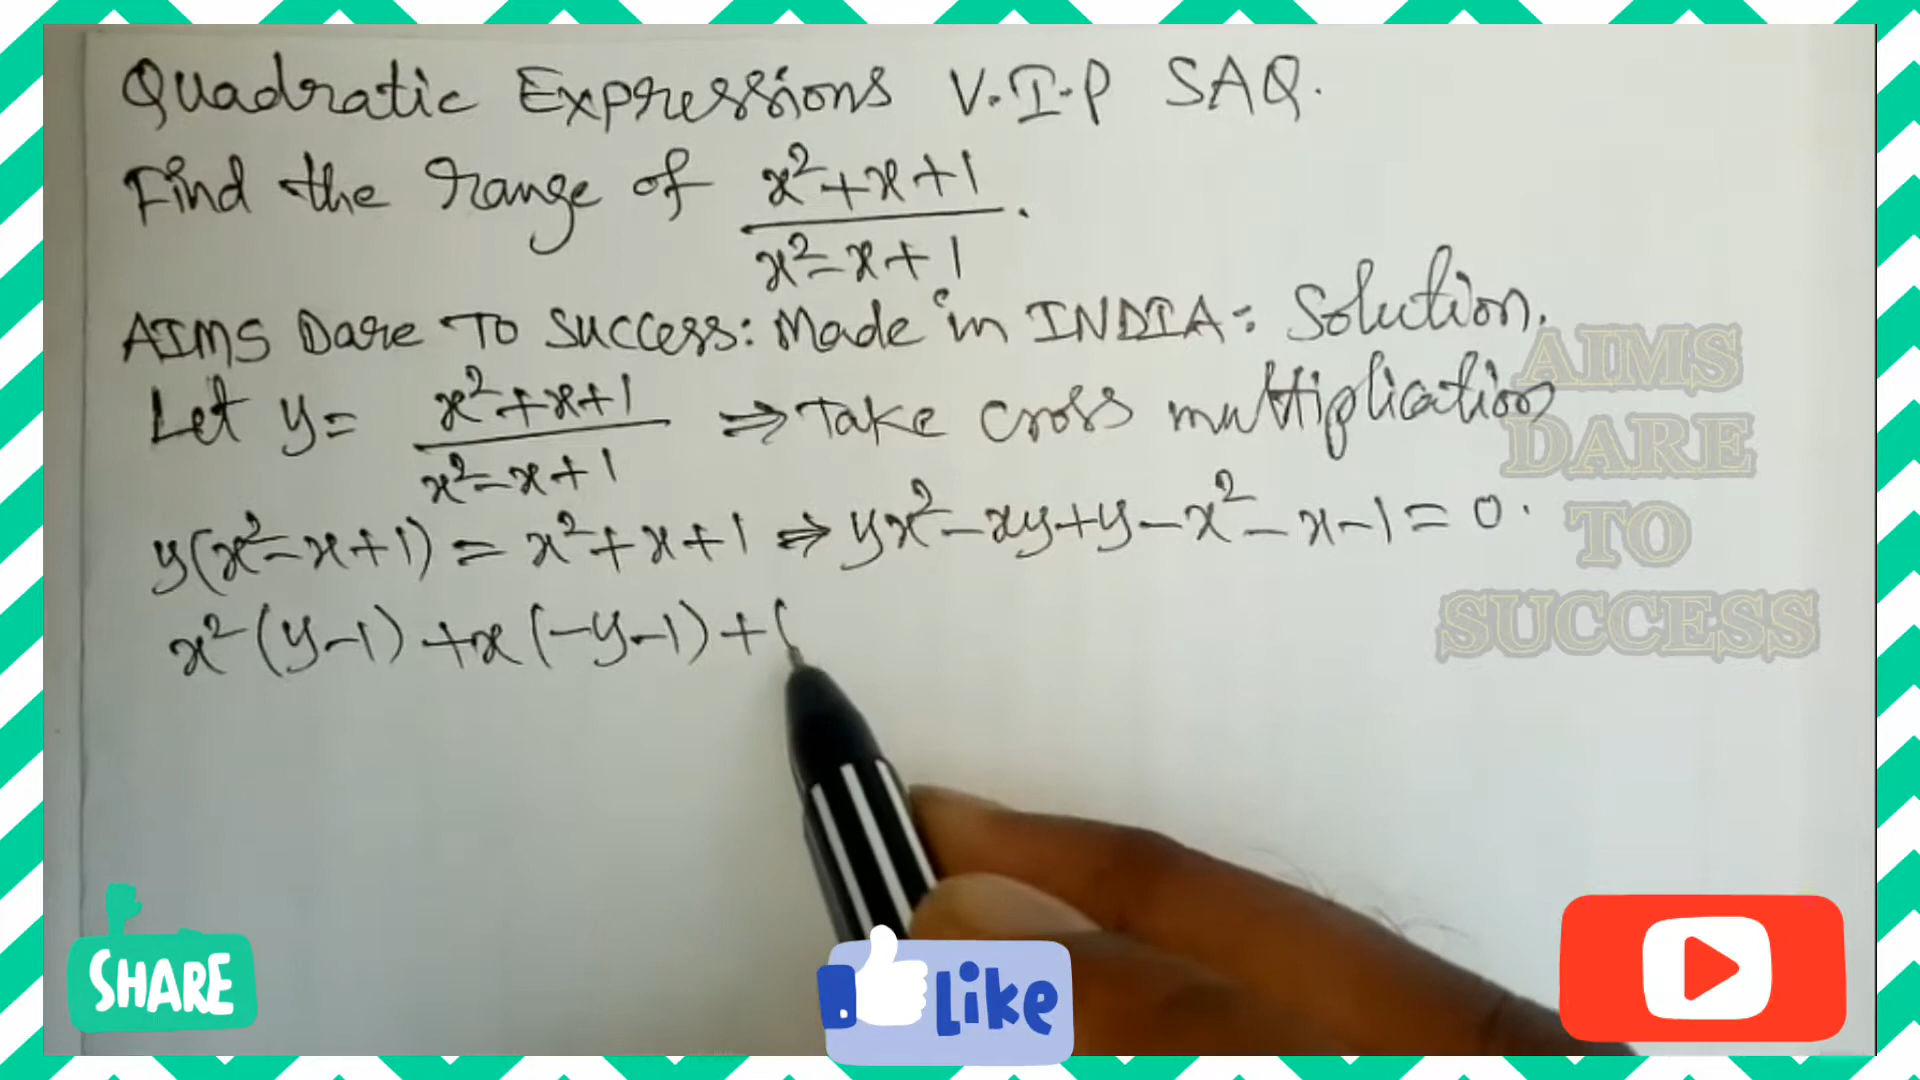 Quadratic Expressions V.I.P SAQ.
Find the range of x²+x+1 / x²-x+1.
AIMS Dare To Success: Made in INDIA: Solution.
Let y= x²+x+1 / x²-x+1 ⇒ Take cross multiplication
y(x²-x+1) = x²+x+1 ⇒ yx²-xy+y-x²-x-1=0.
x²(y-1)+x(-y-1)+(
AIMS
DARE
TO
SUCCESS
SHARE
Like